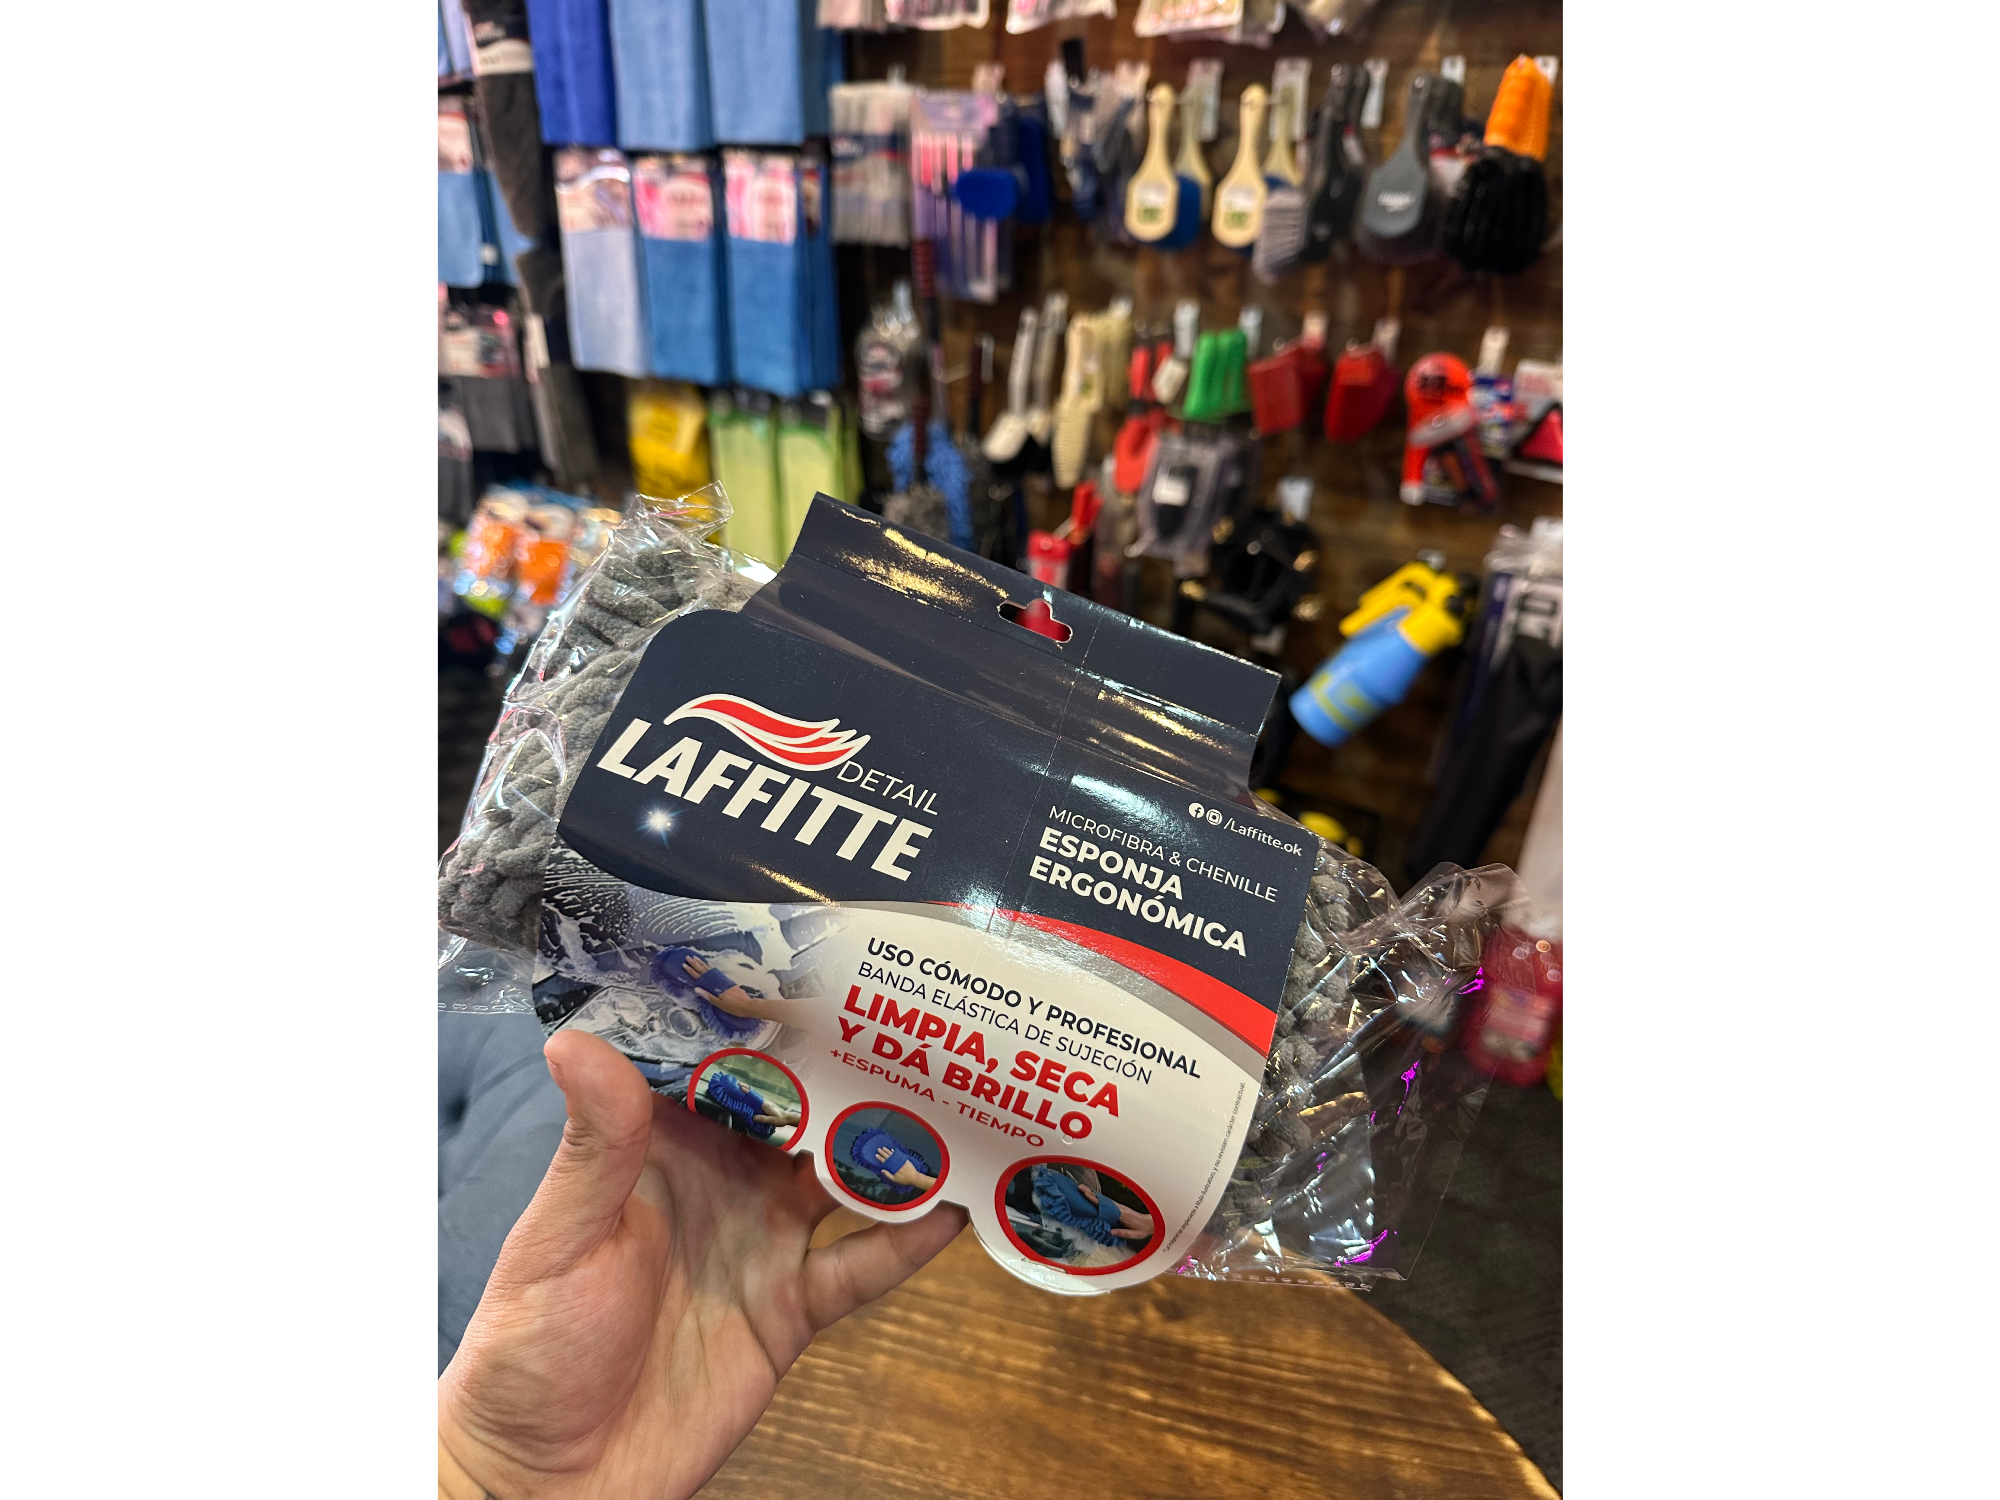 DETAIL
LAFFITTE
/Laffitte.ok
MICROFIBRA & CHENILLE
ESPONJA
ERGONÓMICA
USO CÓMODO Y PROFESIONAL
BANDA ELÁSTICA DE SUJECIÓN
LIMPIA, SECA
Y DÁ BRILLO
+ESPUMA - TIEMPO